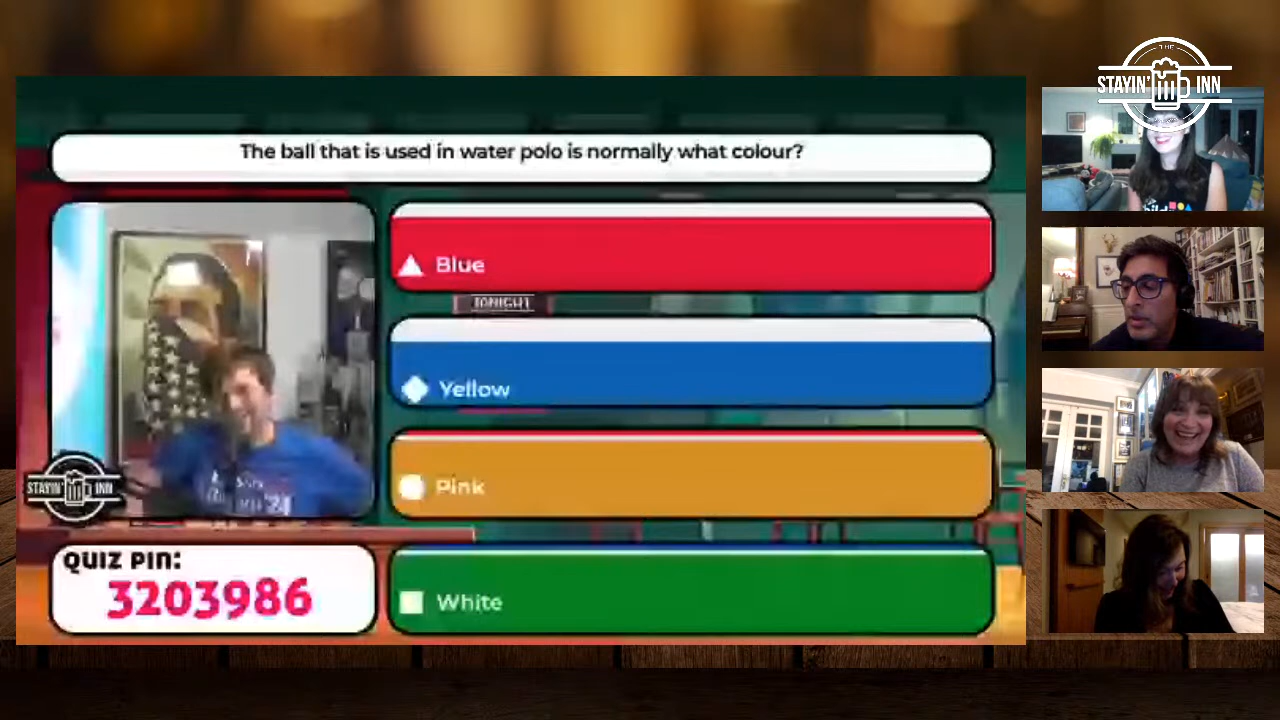 THE
STAYIN' INN
The ball that is used in water polo is normally what colour?
Blue
TONIGHT
Yellow
Pink
STAYIN' INN
QUIZ PIN:
3203986
White